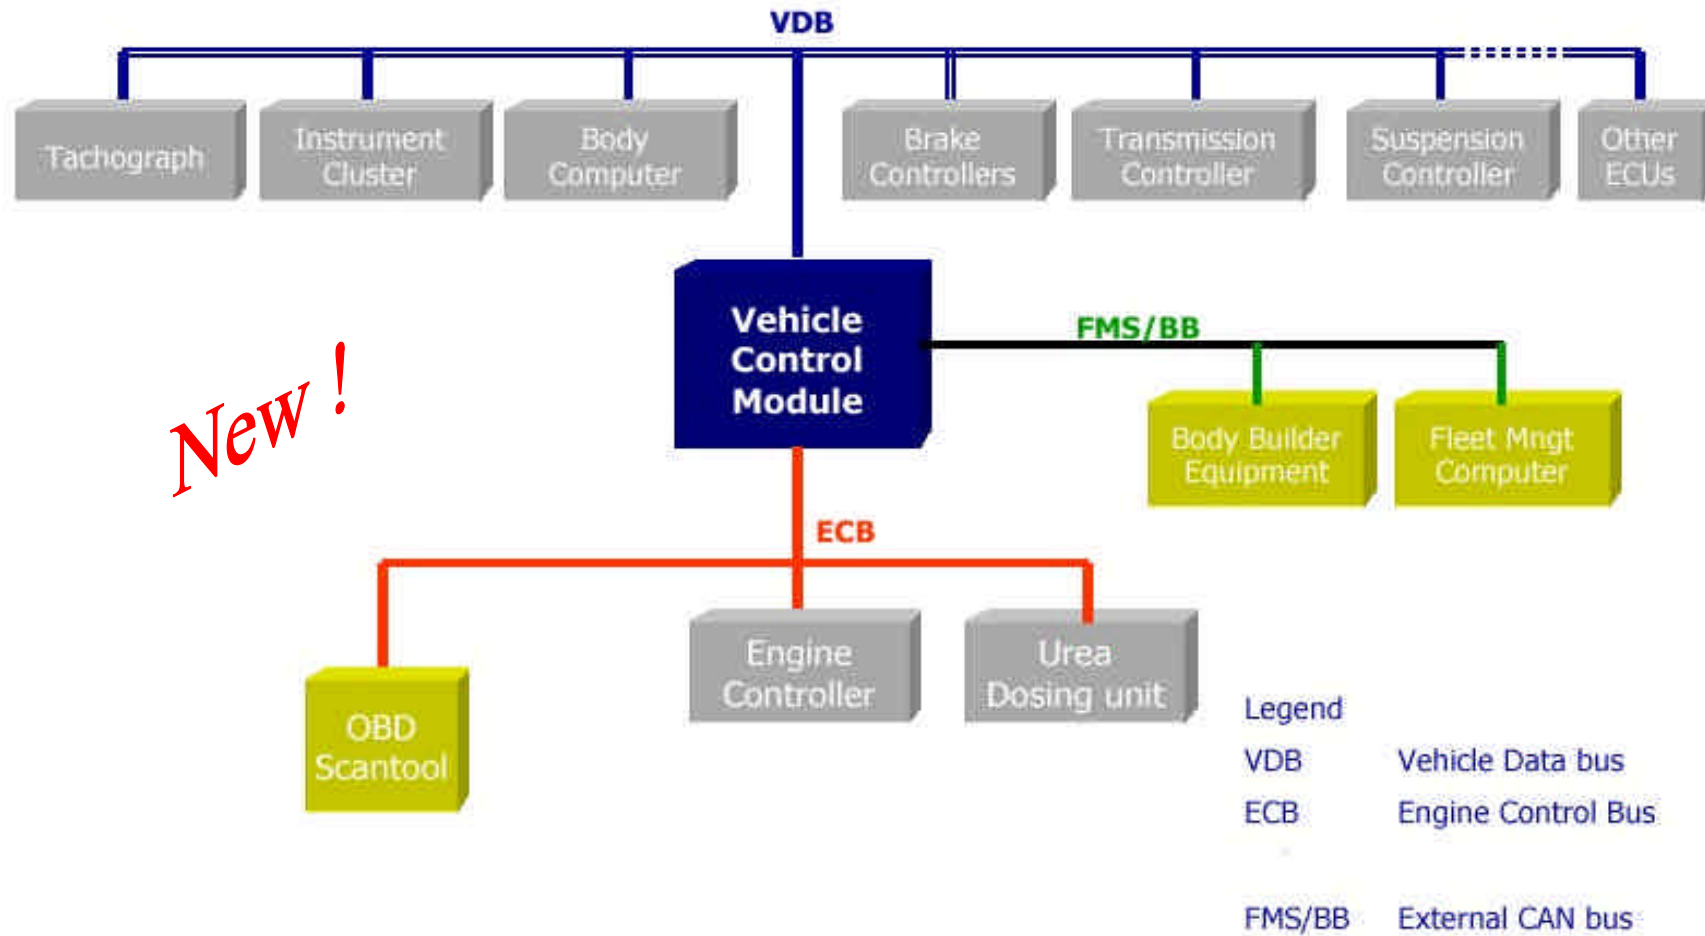 VDB
Tachograph
Instrument
Cluster
Body
Computer
Brake
Controllers
Transmission
Controller
Suspension
Controller
Other
ECUs
Vehicle
Control
Module
FMS/BB
Body Builder
Equipment
Fleet Mngt
Computer
New !
ECB
OBD
Scantool
Engine
Controller
Urea
Dosing unit
Legend
VDB Vehicle Data bus
ECB Engine Control Bus
FMS/BB External CAN bus